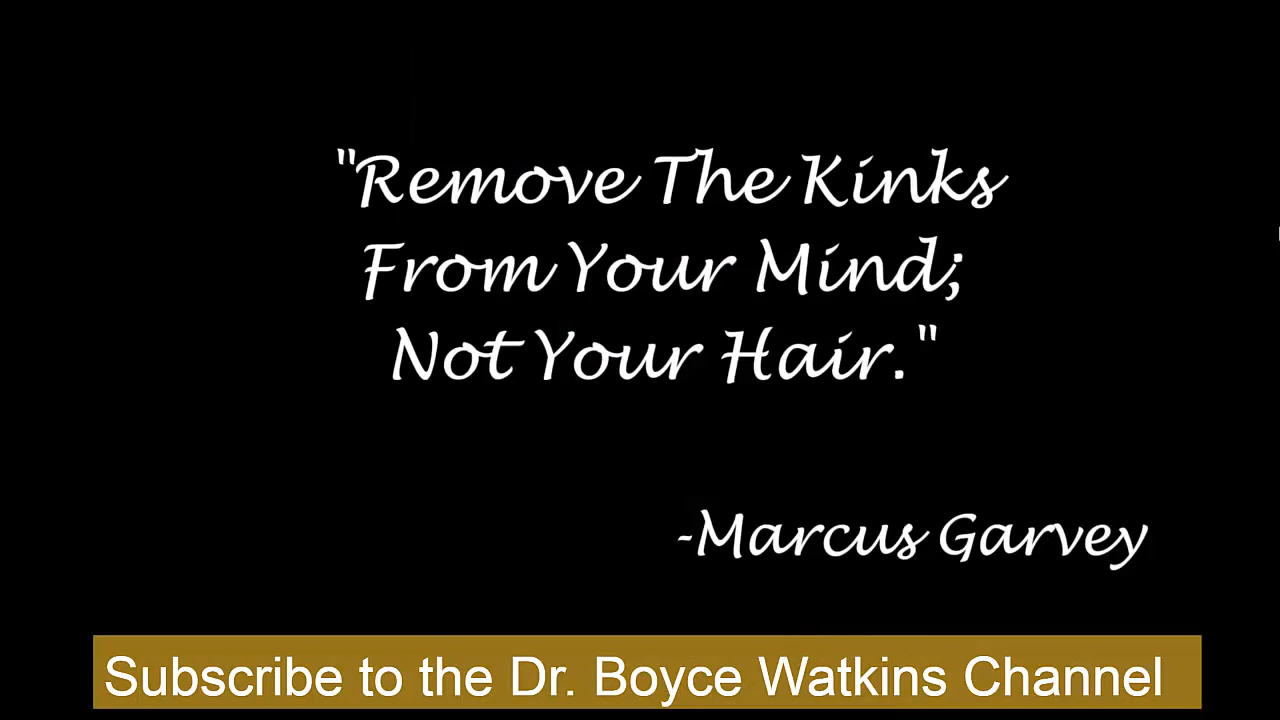 "Remove The Kinks
From Your Mind;
Not Your Hair."
-Marcus Garvey
Subscribe to the Dr. Boyce Watkins Channel